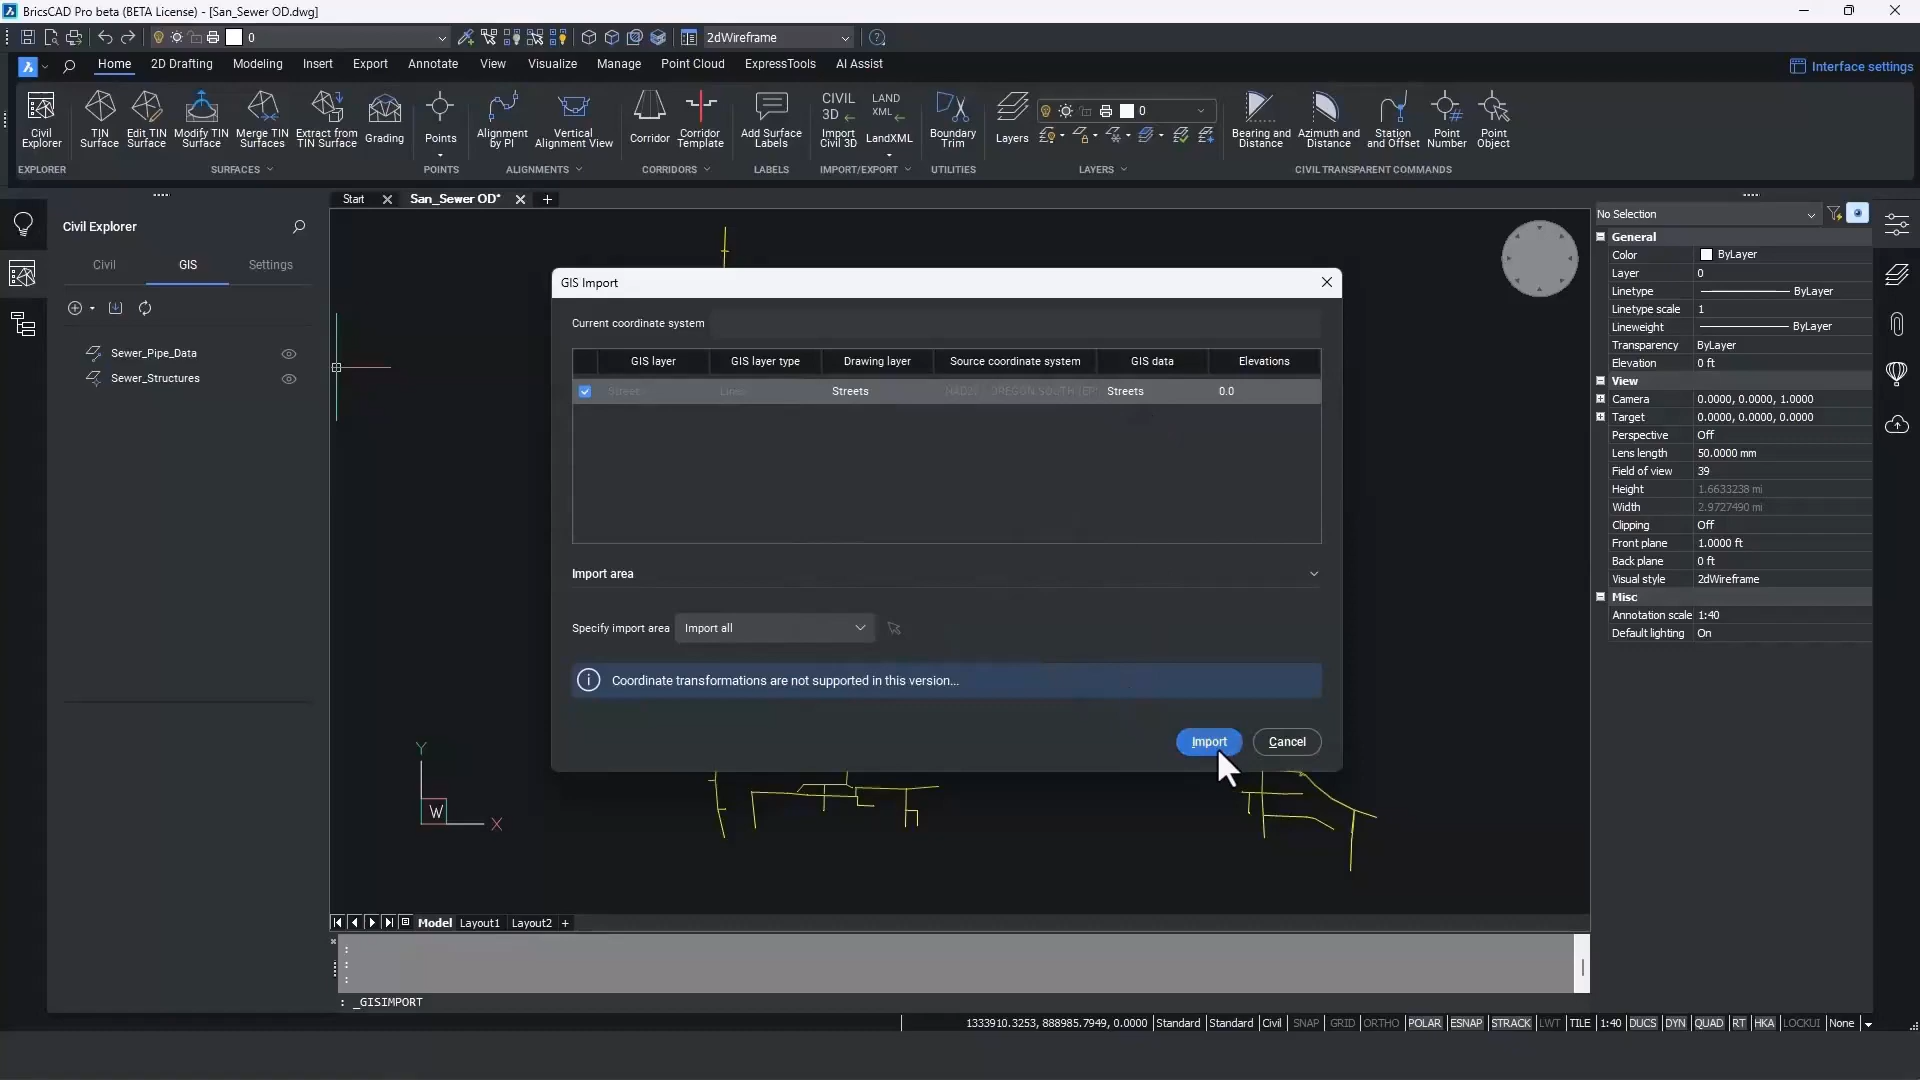 BricsCAD Pro beta (BETA License) - [San_Sewer OD.dwg]
0
2dWireframe
Home
2D Drafting
Modeling
Insert
Export
Annotate
View
Visualize
Manage
Point Cloud
ExpressTools
AI Assist
Interface settings
CIVIL
3D
LAND
XML
0
Civil
Explorer
TIN
Surface
Edit TIN
Surface
Modify TIN
Surface
Merge TIN
Surfaces
Extract from
TIN Surface
Grading
Points
Alignment
by PI
Vertical
Alignment View
Corridor
Corridor
Template
Add Surface
Labels
Import
Civil 3D
LandXML
Boundary
Trim
Layers
Bearing and
Distance
Azimuth and
Distance
Station
and Offset
Point
Number
Point
Object
EXPLORER
SURFACES
POINTS
ALIGNMENTS
CORRIDORS
LABELS
IMPORT/EXPORT
UTILITIES
LAYERS
CIVIL TRANSPARENT COMMANDS
Start
San_Sewer OD*
Civil Explorer
Civil
GIS
Settings
Sewer_Pipe_Data
Sewer_Structures
GIS Import
Current coordinate system
GIS layer
GIS layer type
Drawing layer
Source coordinate system
GIS data
Elevations
Streets
Streets
0.0
Import area
Specify import area
Import all
Coordinate transformations are not supported in this version...
Import
Cancel
Y
W
X
No Selection
General
Color
ByLayer
Layer
0
Linetype
ByLayer
Linetype scale
1
Lineweight
ByLayer
Transparency
ByLayer
Elevation
0 ft
View
Camera
0.0000, 0.0000, 1.0000
Target
0.0000, 0.0000, 0.0000
Perspective
Off
Lens length
50.0000 mm
Field of view
39
Height
1.6633238 mi
Width
2.9727490 mi
Clipping
Off
Front plane
1.0000 ft
Back plane
0 ft
Visual style
2dWireframe
Misc
Annotation scale
1:40
Default lighting
On
Model
Layout1
Layout2
:
:
:
: _GISIMPORT
1333910.3253, 888985.7949, 0.0000
Standard
Standard
Civil
SNAP
GRID
ORTHO
POLAR
ESNAP
STRACK
LWT
TILE
1:40
DUCS
DYN
QUAD
RT
HKA
LOCKUI
None